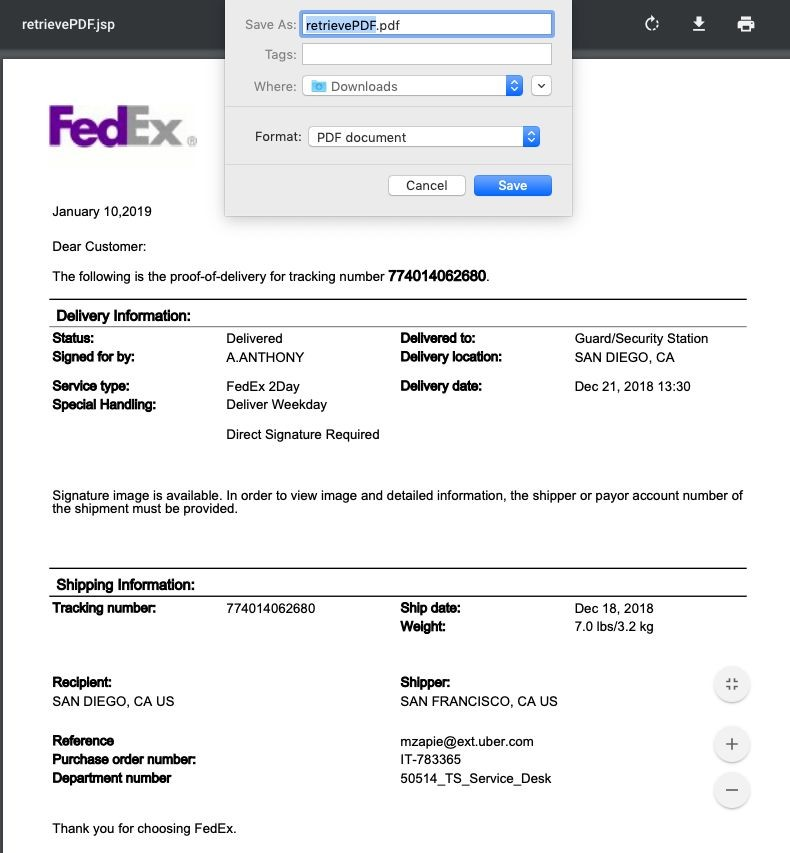 retrievePDF.jsp
Save As: retrievePDF.pdf
Tags:
Where: Downloads
Format: PDF document
Cancel Save
FedEx®
January 10,2019
Dear Customer:
The following is the proof-of-delivery for tracking number 774014062680.
Delivery Information:
Status: Delivered Delivered to: Guard/Security Station
Signed for by: A.ANTHONY Delivery location: SAN DIEGO, CA
Service type: FedEx 2Day Delivery date: Dec 21, 2018 13:30
Special Handling: Deliver Weekday
Direct Signature Required
Signature image is available. In order to view image and detailed information, the shipper or payor account number of
the shipment must be provided.
Shipping Information:
Tracking number: 774014062680 Ship date: Dec 18, 2018
Weight: 7.0 lbs/3.2 kg
Recipient: Shipper:
SAN DIEGO, CA US SAN FRANCISCO, CA US
Reference mzapie@ext.uber.com
Purchase order number: IT-783365
Department number 50514_TS_Service_Desk
Thank you for choosing FedEx.